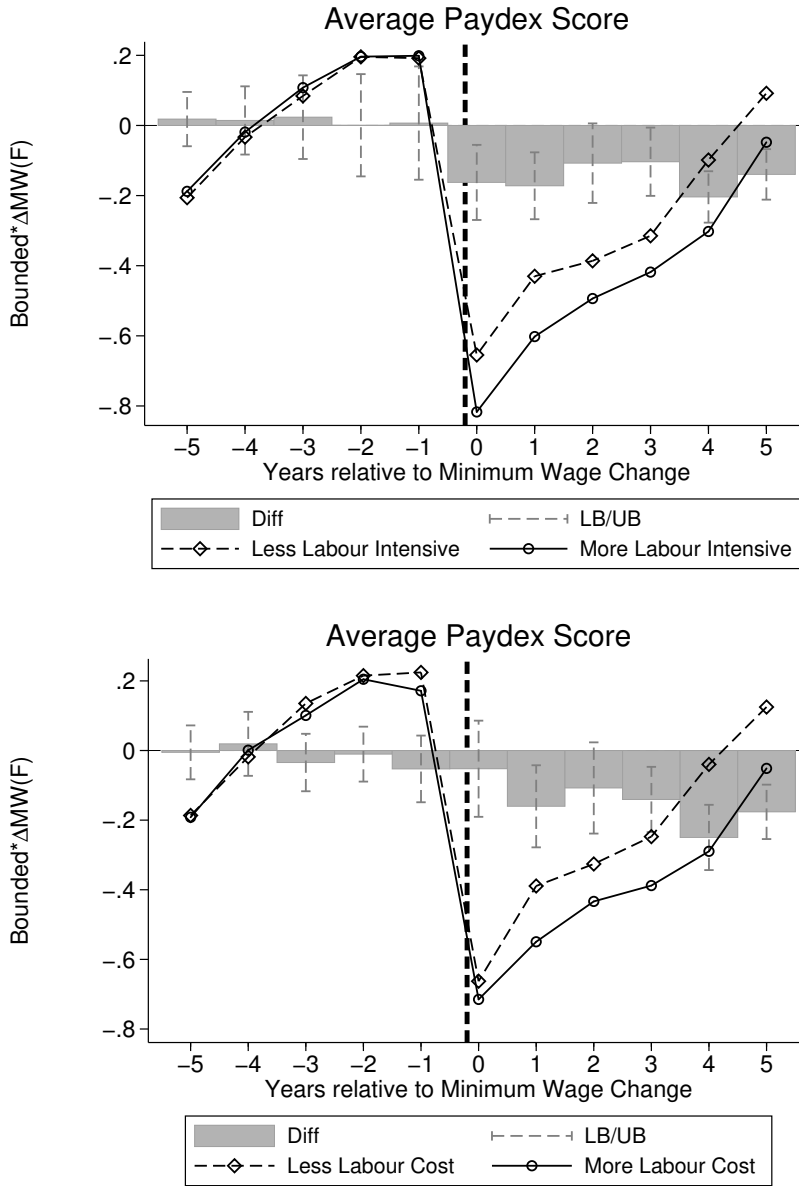 Average Paydex Score
Bounded*ΔMW(F)
.2
0
−.2
−.4
−.6
−.8
−5 −4 −3 −2 −1 0 1 2 3 4 5
Years relative to Minimum Wage Change
Diff LB/UB
Less Labour Intensive More Labour Intensive
Average Paydex Score
Bounded*ΔMW(F)
.2
0
−.2
−.4
−.6
−.8
−5 −4 −3 −2 −1 0 1 2 3 4 5
Years relative to Minimum Wage Change
Diff LB/UB
Less Labour Cost More Labour Cost